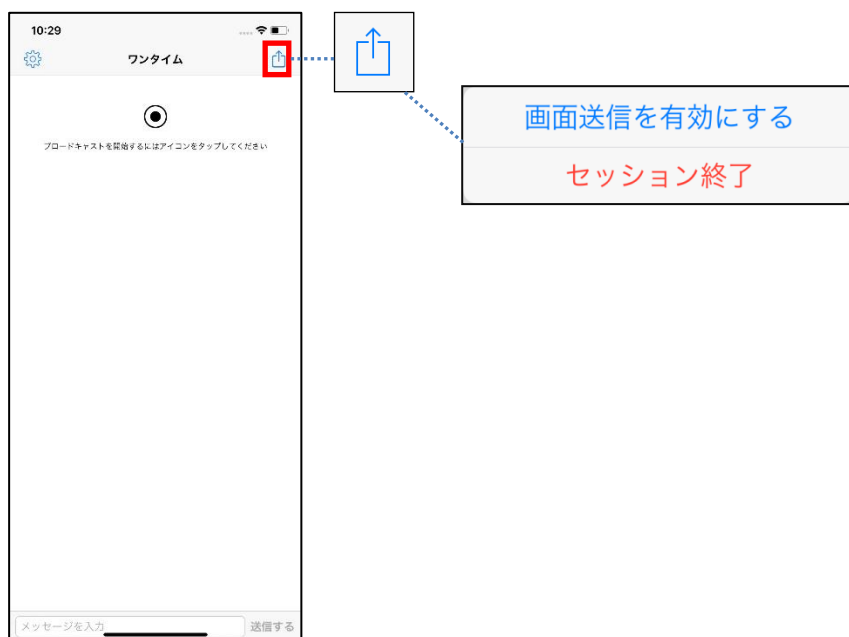 10:29
ワンタイム
ブロードキャストを開始するにはアイコンをタップしてください
画面送信を有効にする
セッション終了
メッセージを入力
送信する